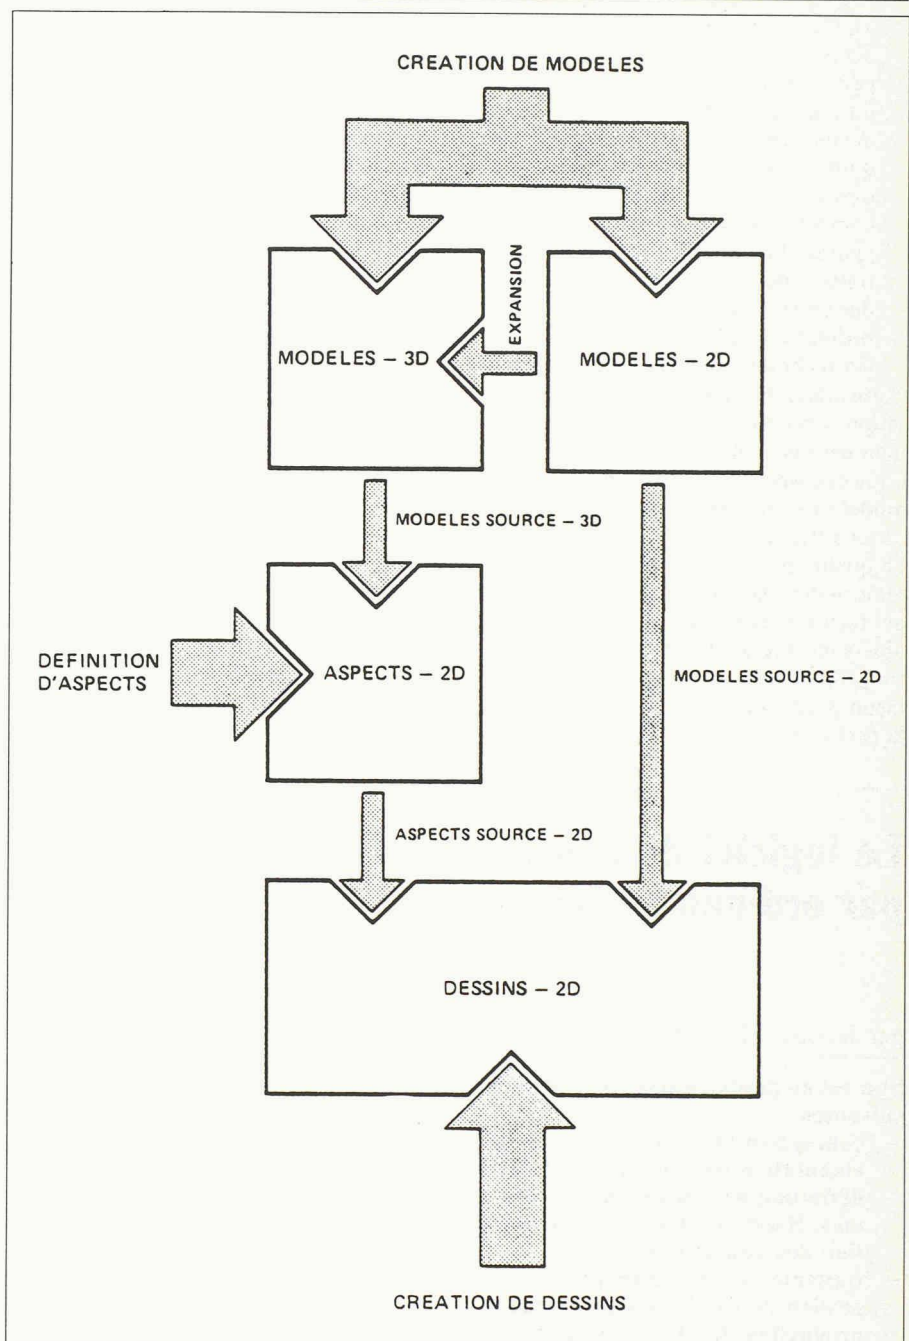 CREATION DE MODELES
EXPANSION
MODELES – 3D
MODELES – 2D
MODELES SOURCE – 3D
DEFINITION
D'ASPECTS
ASPECTS – 2D
MODELES SOURCE – 2D
ASPECTS SOURCE – 2D
DESSINS – 2D
CREATION DE DESSINS